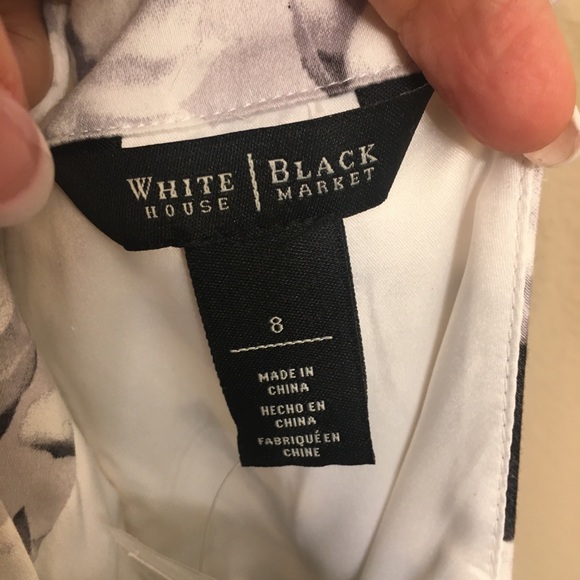 WHITE HOUSE | BLACK MARKET
8
MADE IN
CHINA
HECHO EN
CHINA
FABRIQUÉ EN
CHINE